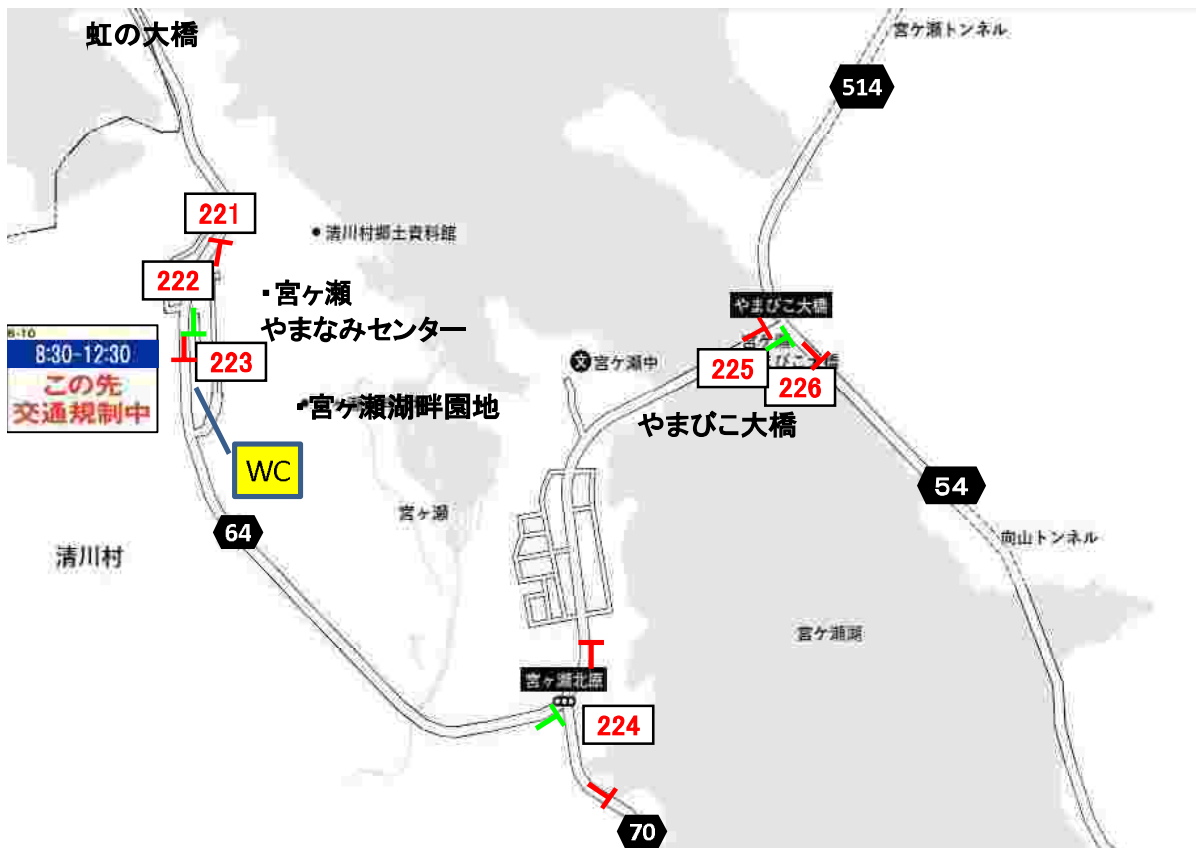 虹の大橋
宮ケ瀬トンネル
514
221
清川村郷土資料館
222
・宮ヶ瀬
やまなみセンター
やまびこ大橋
8:30-12:30
この先
交通規制中
223
宮ケ瀬中
225
226
・宮ヶ瀬湖畔園地
やまびこ大橋
WC
54
宮ヶ瀬
64
向山トンネル
清川村
宮ケ瀬湖
宮ヶ瀬北原
224
70